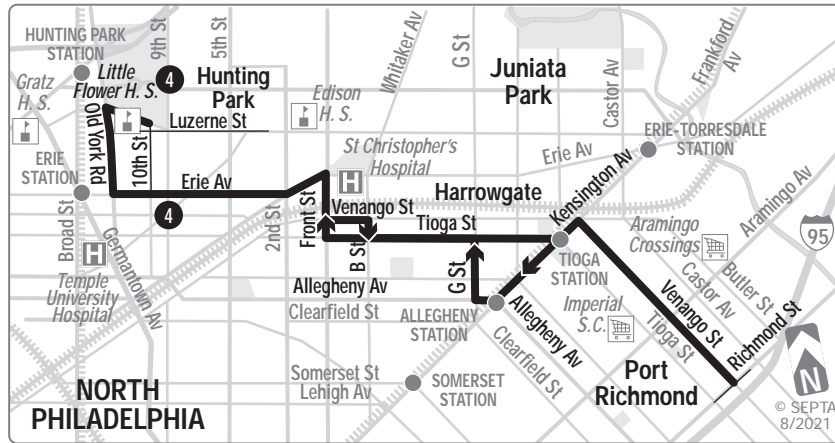 HUNTING PARK
STATION
Little
Flower H. S.
Gratz
H. S.
9th St
5th St
4
Hunting
Park
Luzerne St
Old York Rd
10th St
ERIE
STATION
Erie Av
4
Broad St
Germantown Av
H
Temple
University
Hospital
2nd St
Edison
H. S.
Whitaker Av
St Christopher's
Hospital
H
Front St
Venango St
B St
Tioga St
Allegheny Av
Clearfield St
Somerset St
Lehigh Av
NORTH
PHILADELPHIA
G St
Juniata
Park
Castor Av
Frankford
Av
ERIE-TORRESDALE
STATION
Erie Av
Kensington Av
Harrowgate
TIOGA
STATION
G St
ALLEGHENY
STATION
Allegheny Av
Clearfield St
SOMERSET
STATION
Imperial
S.C.
Aramingo
Crossings
Aramingo Av
Castor Av
Butler St
95
Venango St
Tioga St
Richmond St
Port
Richmond
N
© SEPTA
8/2021